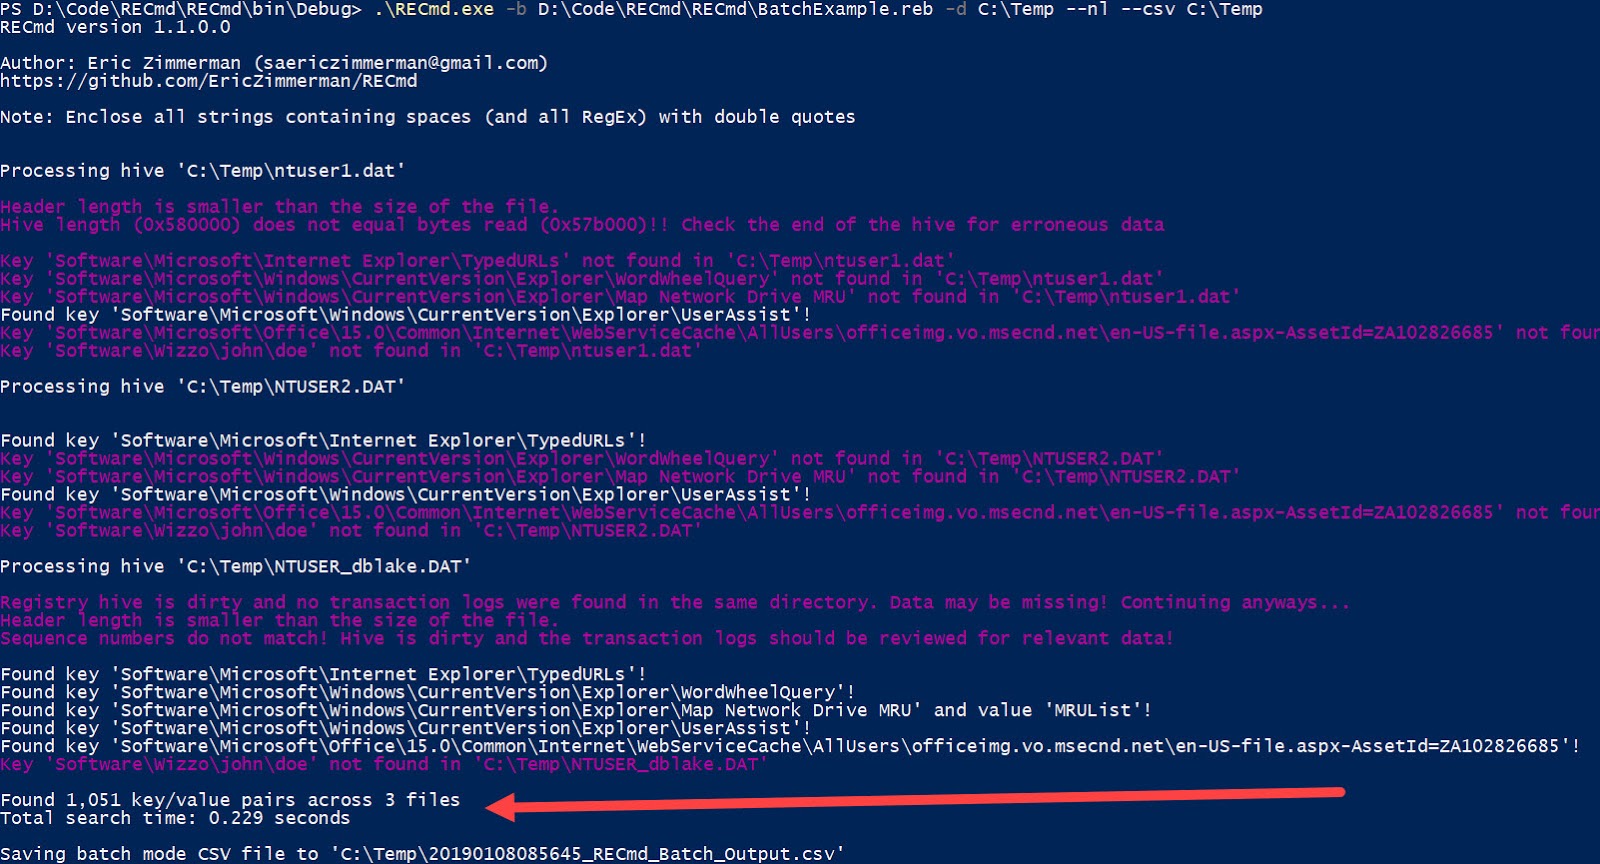 PS D:\Code\RECmd\RECmd\bin\Debug> .\RECmd.exe -b D:\Code\RECmd\RECmd\BatchExample.reb -d C:\Temp --nl --csv C:\Temp
RECmd version 1.1.0.0
Author: Eric Zimmerman (saericzimmerman@gmail.com)
https://github.com/EricZimmerman/RECmd
Note: Enclose all strings containing spaces (and all RegEx) with double quotes
Processing hive 'C:\Temp\ntuser1.dat'
Header length is smaller than the size of the file.
Hive length (0x580000) does not equal bytes read (0x57b000)!! Check the end of the hive for erroneous data
Key 'Software\Microsoft\Internet Explorer\TypedURLs' not found in 'C:\Temp\ntuser1.dat'
Key 'Software\Microsoft\Windows\CurrentVersion\Explorer\WordWheelQuery' not found in 'C:\Temp\ntuser1.dat'
Key 'Software\Microsoft\Windows\CurrentVersion\Explorer\Map Network Drive MRU' not found in 'C:\Temp\ntuser1.dat'
Found key 'Software\Microsoft\Windows\CurrentVersion\Explorer\UserAssist'!
Key 'Software\Microsoft\Office\15.0\Common\Internet\WebServiceCache\AllUsers\officeimg.vo.msecnd.net\en-US-file.aspx-AssetId=ZA102826685' not four
Key 'Software\Wizzo\john\doe' not found in 'C:\Temp\ntuser1.dat'
Processing hive 'C:\Temp\NTUSER2.DAT'
Found key 'Software\Microsoft\Internet Explorer\TypedURLs'!
Key 'Software\Microsoft\Windows\CurrentVersion\Explorer\WordWheelQuery' not found in 'C:\Temp\NTUSER2.DAT'
Key 'Software\Microsoft\Windows\CurrentVersion\Explorer\Map Network Drive MRU' not found in 'C:\Temp\NTUSER2.DAT'
Found key 'Software\Microsoft\Windows\CurrentVersion\Explorer\UserAssist'!
Key 'Software\Microsoft\Office\15.0\Common\Internet\WebServiceCache\AllUsers\officeimg.vo.msecnd.net\en-US-file.aspx-AssetId=ZA102826685' not four
Key 'Software\Wizzo\john\doe' not found in 'C:\Temp\NTUSER2.DAT'
Processing hive 'C:\Temp\NTUSER_dblake.DAT'
Registry hive is dirty and no transaction logs were found in the same directory. Data may be missing! Continuing anyways...
Header length is smaller than the size of the file.
Sequence numbers do not match! Hive is dirty and the transaction logs should be reviewed for relevant data!
Found key 'Software\Microsoft\Internet Explorer\TypedURLs'!
Found key 'Software\Microsoft\Windows\CurrentVersion\Explorer\WordWheelQuery'!
Found key 'Software\Microsoft\Windows\CurrentVersion\Explorer\Map Network Drive MRU' and value 'MRUList'!
Found key 'Software\Microsoft\Windows\CurrentVersion\Explorer\UserAssist'!
Found key 'Software\Microsoft\Office\15.0\Common\Internet\WebServiceCache\AllUsers\officeimg.vo.msecnd.net\en-US-file.aspx-AssetId=ZA102826685'!
Key 'Software\Wizzo\john\doe' not found in 'C:\Temp\NTUSER_dblake.DAT'
Found 1,051 key/value pairs across 3 files
Total search time: 0.229 seconds
Saving batch mode CSV file to 'C:\Temp\20190108085645_RECmd_Batch_Output.csv'